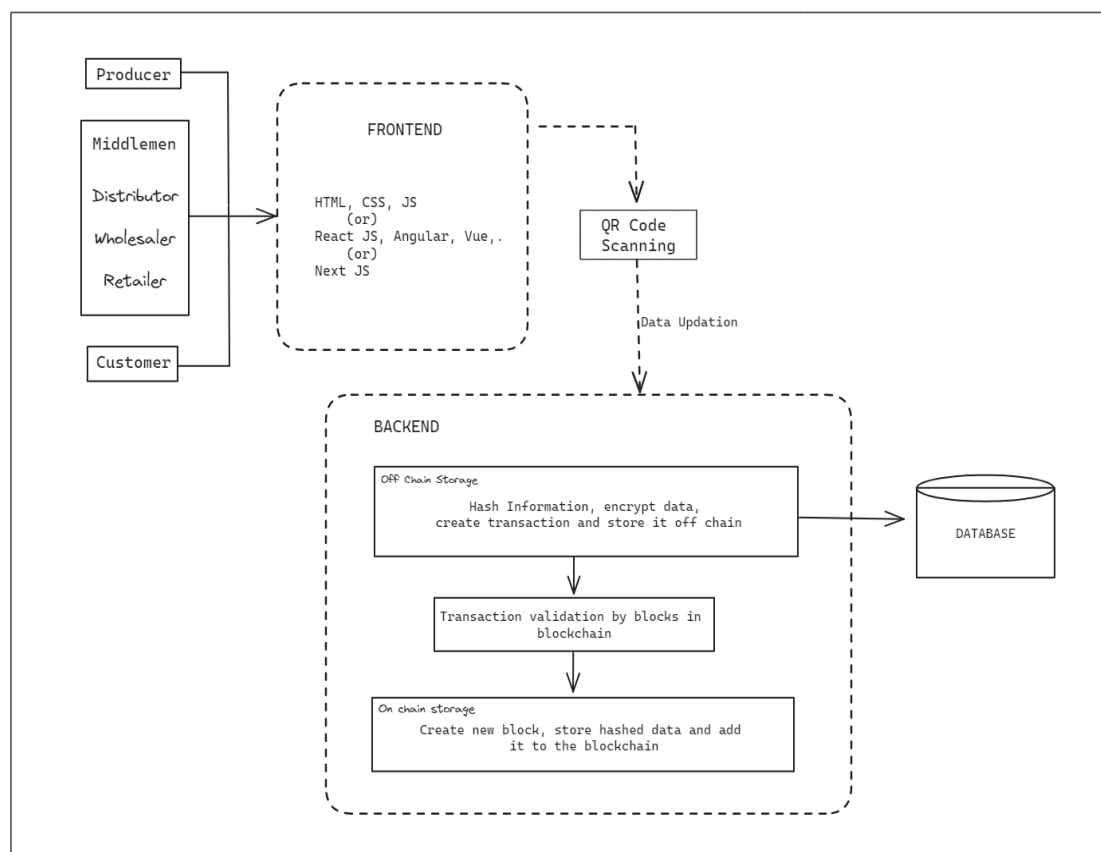 Producer
Middlemen
Distributor
Wholesaler
Retailer
Customer
FRONTEND
HTML, CSS, JS
(or)
React JS, Angular, Vue,.
(or)
Next JS
QR Code
Scanning
Data Updation
BACKEND
Off Chain Storage
Hash Information, encrypt data,
create transaction and store it off chain
DATABASE
Transaction validation by blocks in
blockchain
On chain storage
Create new block, store hashed data and add
it to the blockchain